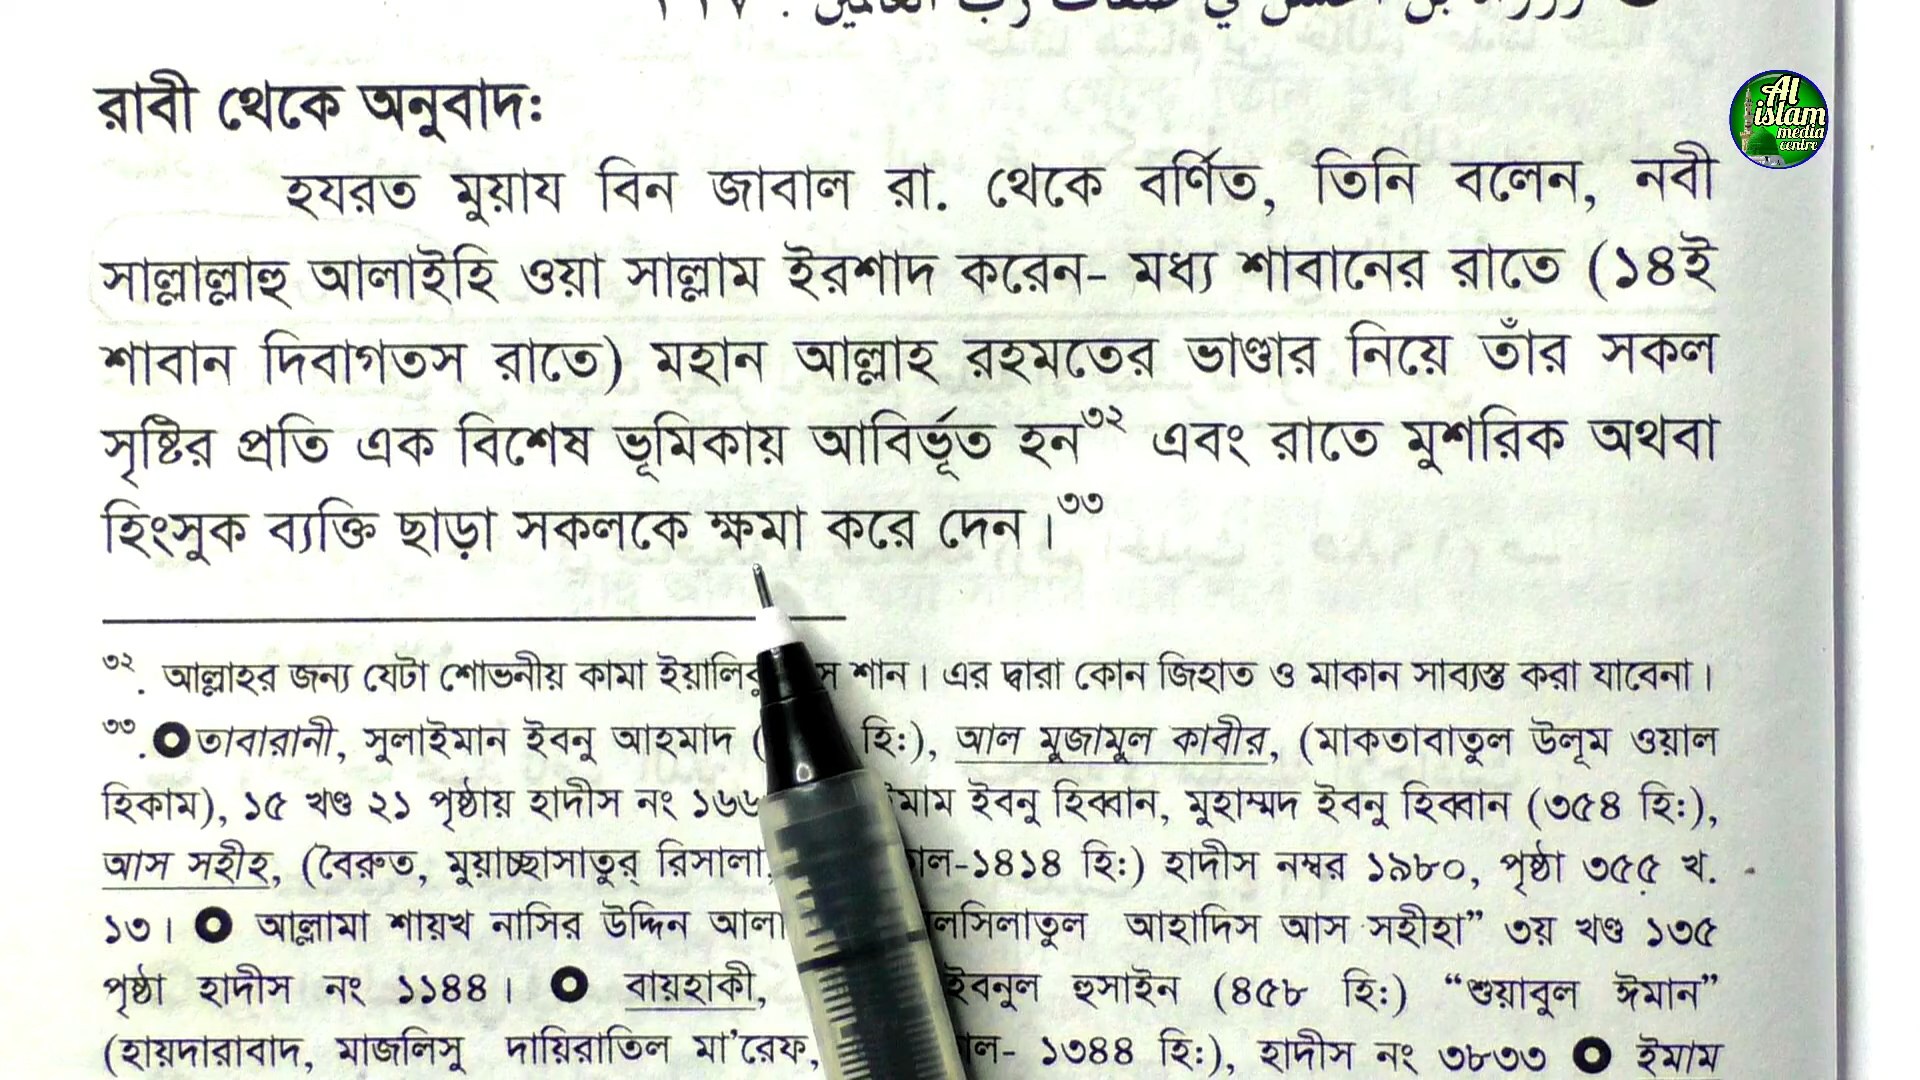 রাবী থেকে অনুবাদ:
হযরত মুয়ায বিন জাবাল রা. থেকে বর্ণিত, তিনি বলেন, নবী
সাল্লাল্লাহু আলাইহি ওয়া সাল্লাম ইরশাদ করেন- মধ্য শাবানের রাতে (১৪ই
শাবান দিবাগতস রাতে) মহান আল্লাহ রহমতের ভাণ্ডার নিয়ে তাঁর সকল
সৃষ্টির প্রতি এক বিশেষ ভূমিকায় আবির্ভূত হন৩২ এবং রাতে মুশরিক অথবা
হিংসুক ব্যক্তি ছাড়া সকলকে ক্ষমা করে দেন।৩৩
৩২. আল্লাহর জন্য যেটা শোভনীয় কামা শান। এর দ্বারা কোন জিহাত ও মাকান সাব্যস্ত করা যাবেনা।
৩৩. তাবারানী, সুলাইমান ইবনু আহমাদ ( হি:), আল মুজামুল কাবীর, (মাকতাবাতুল উলূম ওয়াল
হিকাম), ১৫ খণ্ড ২১ পৃষ্ঠায় হাদীস নং ইবনু হিব্বান, মুহাম্মদ ইবনু হিব্বান (৩৫৪ হি:),
আস সহীহ, (বৈরুত, মুয়াচ্ছাসাতুর্ রিসালা ১৪১৪ হি:) হাদীস নম্বর ১৯৮০, পৃষ্ঠা ৩৫৫ খ.
১৩। আল্লামা শায়খ নাসির উদ্দিন আহাদিস আস সহীহা” ৩য় খণ্ড ১৩৫
পৃষ্ঠা হাদীস নং ১১৪৪। বায়হাকী, ইবনুল হুসাইন (৪৫৮ হি:) “শুয়াবুল ঈমান”
(হায়দারাবাদ, মাজলিসু দায়িরাতিল মা’রেফ, ১৩৪৪ হি:), হাদীস নং ৩৮৩৩ ইমাম
Al
islam
media
centre